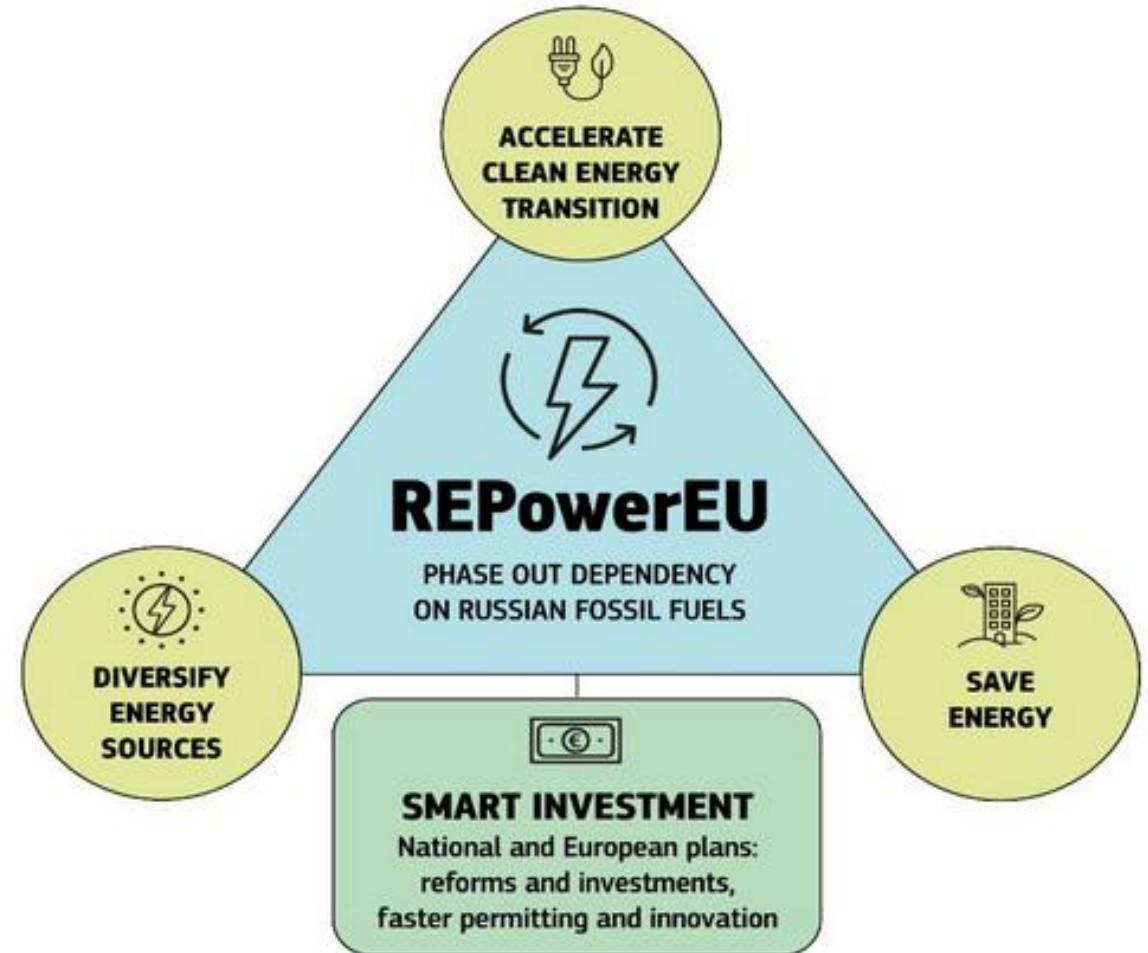 ACCELERATE
CLEAN ENERGY
TRANSITION
REPowerEU
PHASE OUT DEPENDENCY
ON RUSSIAN FOSSIL FUELS
DIVERSIFY
ENERGY
SOURCES
SAVE
ENERGY
€
SMART INVESTMENT
National and European plans:
reforms and investments,
faster permitting and innovation